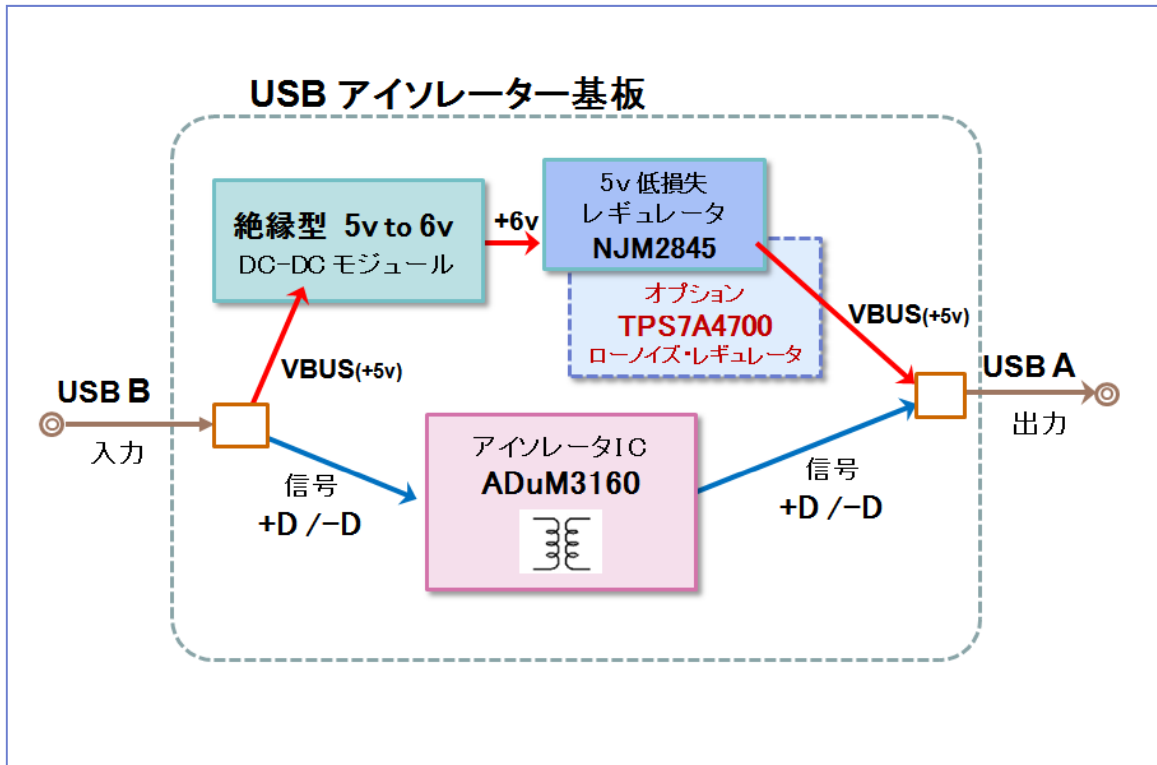 USB アイソレーター基板
絶縁型 5v to 6v
DC-DC モジュール
+6v
5v 低損失
レギュレータ
NJM2845
オプション
TPS7A4700
ローノイズ・レギュレータ
VBUS(+5v)
VBUS(+5v)
USB B
入力
USB A
出力
アイソレータIC
ADuM3160
信号
+D /−D
信号
+D /−D